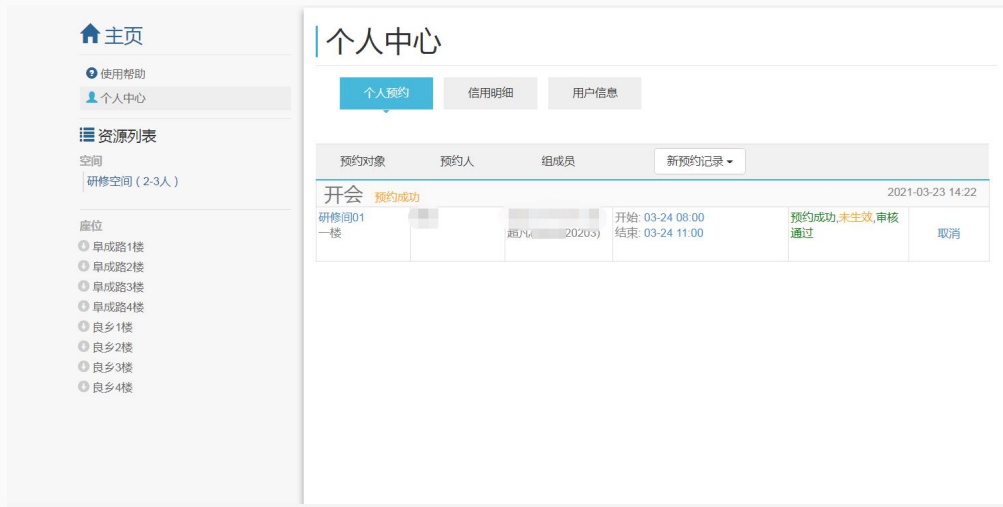 主页
使用帮助
个人中心
资源列表
空间
研修空间（2-3人）
座位
阜成路1楼
阜成路2楼
阜成路3楼
阜成路4楼
良乡1楼
良乡2楼
良乡3楼
良乡4楼
个人中心
个人预约 信用明细 用户信息
预约对象 预约人 组成员 新预约记录
开会 预约成功 2021-03-23 14:22
研修间01 开始: 03-24 08:00 预约成功,未生效,审核
一楼 20203) 结束: 03-24 11:00 通过 取消